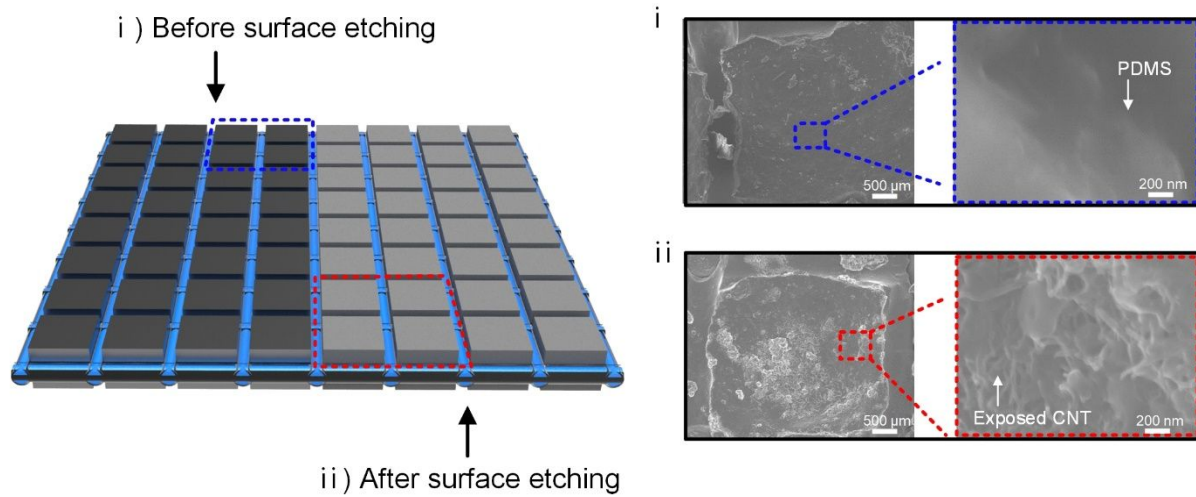 i ) Before surface etching
ii ) After surface etching
i
PDMS
500 μm
200 nm
ii
Exposed CNT
500 μm
200 nm